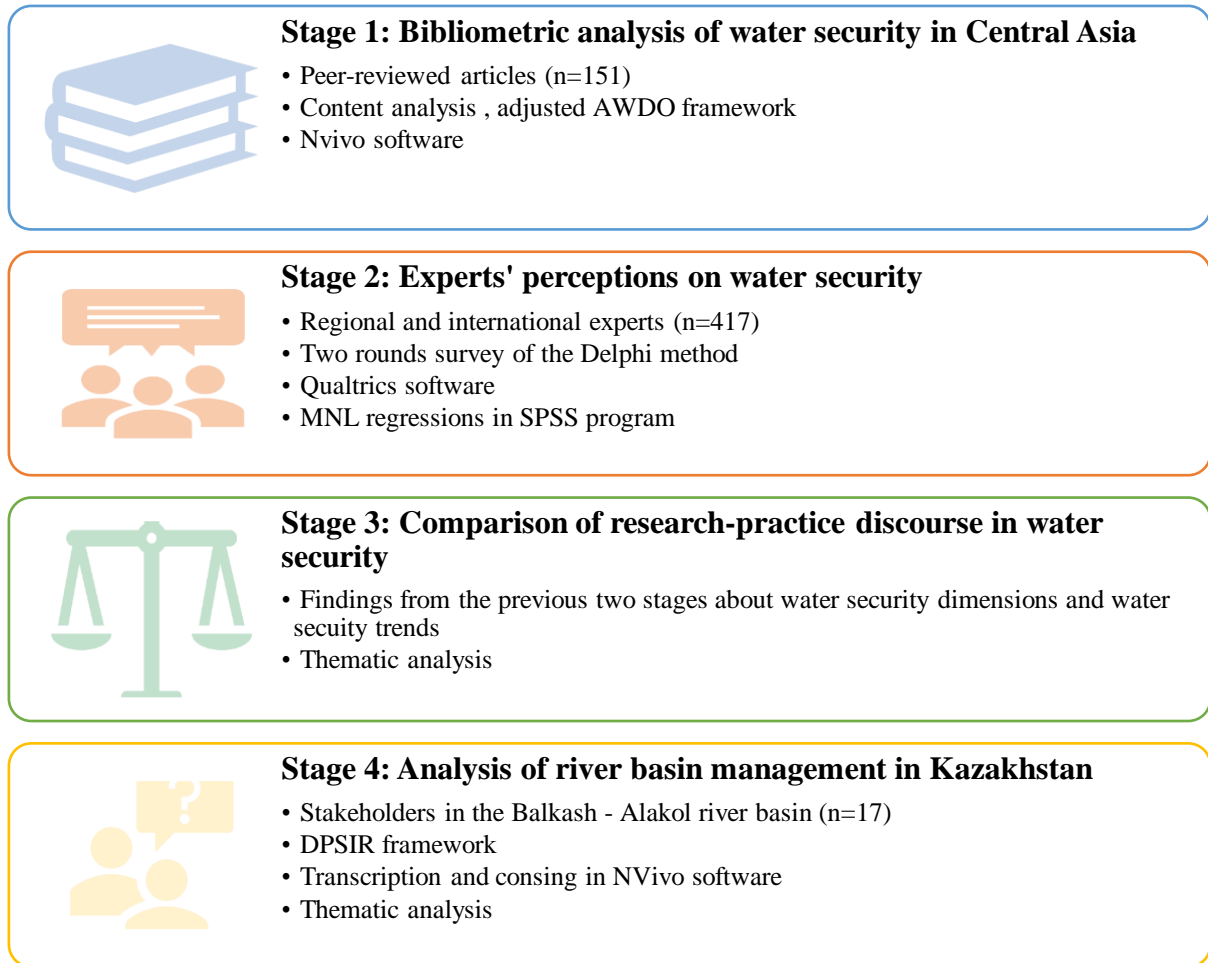 Stage 1: Bibliometric analysis of water security in Central Asia
• Peer-reviewed articles (n=151)
• Content analysis , adjusted AWDO framework
• Nvivo software
Stage 2: Experts' perceptions on water security
• Regional and international experts (n=417)
• Two rounds survey of the Delphi method
• Qualtrics software
• MNL regressions in SPSS program
Stage 3: Comparison of research-practice discourse in water
security
• Findings from the previous two stages about water security dimensions and water
secuity trends
• Thematic analysis
?
Stage 4: Analysis of river basin management in Kazakhstan
• Stakeholders in the Balkash - Alakol river basin (n=17)
• DPSIR framework
• Transcription and consing in NVivo software
• Thematic analysis